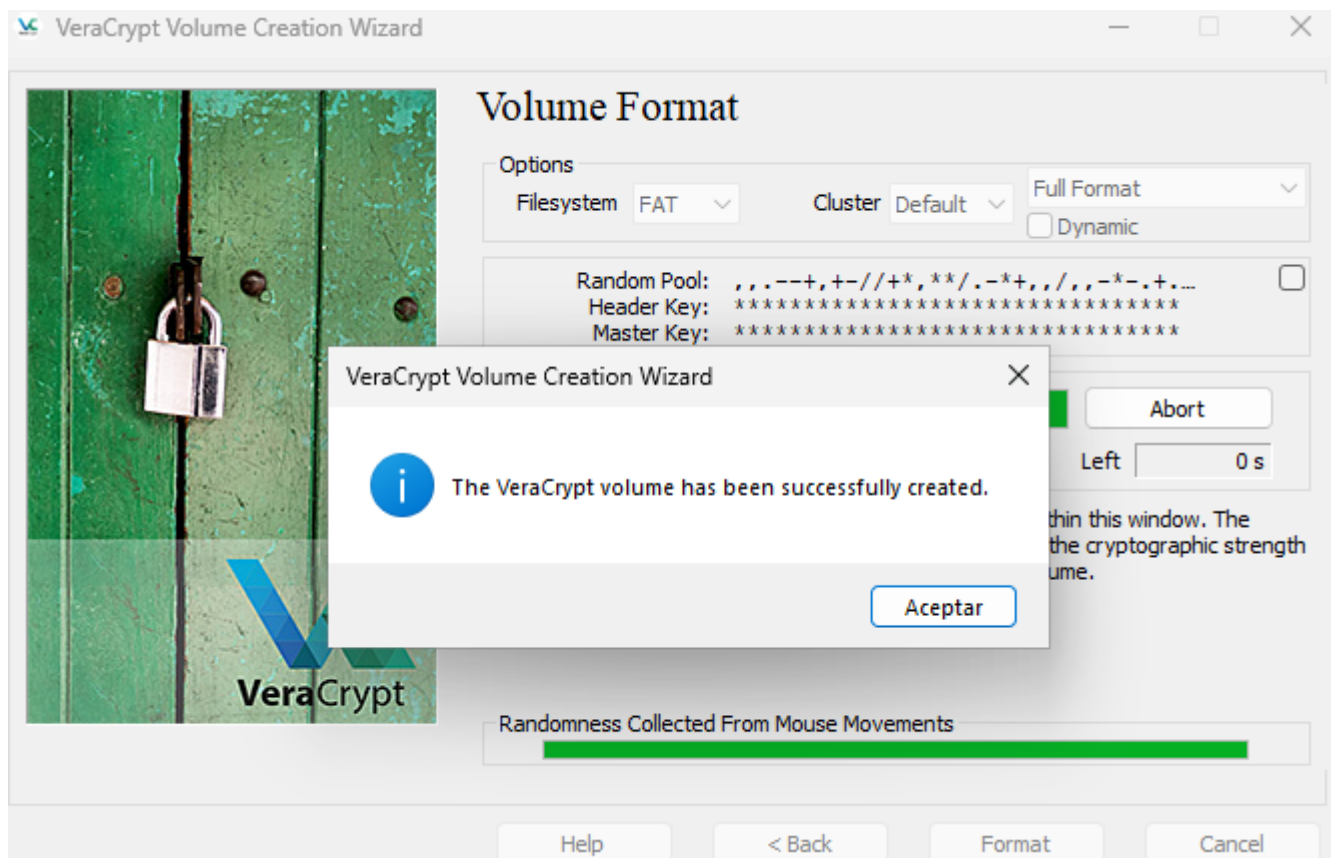 VeraCrypt Volume Creation Wizard
Volume Format
Options
Filesystem FAT Cluster Default Full Format
Dynamic
Random Pool: ,,.--+,+-//+*,**/.-*+,,/,,-*-.+....
Header Key: ********************************
Master Key: ********************************
VeraCrypt Volume Creation Wizard
Abort
Left 0 s
The VeraCrypt volume has been successfully created.
thin this window. The
the cryptographic strength
ume.
Aceptar
VeraCrypt
Randomness Collected From Mouse Movements
Help < Back Format Cancel